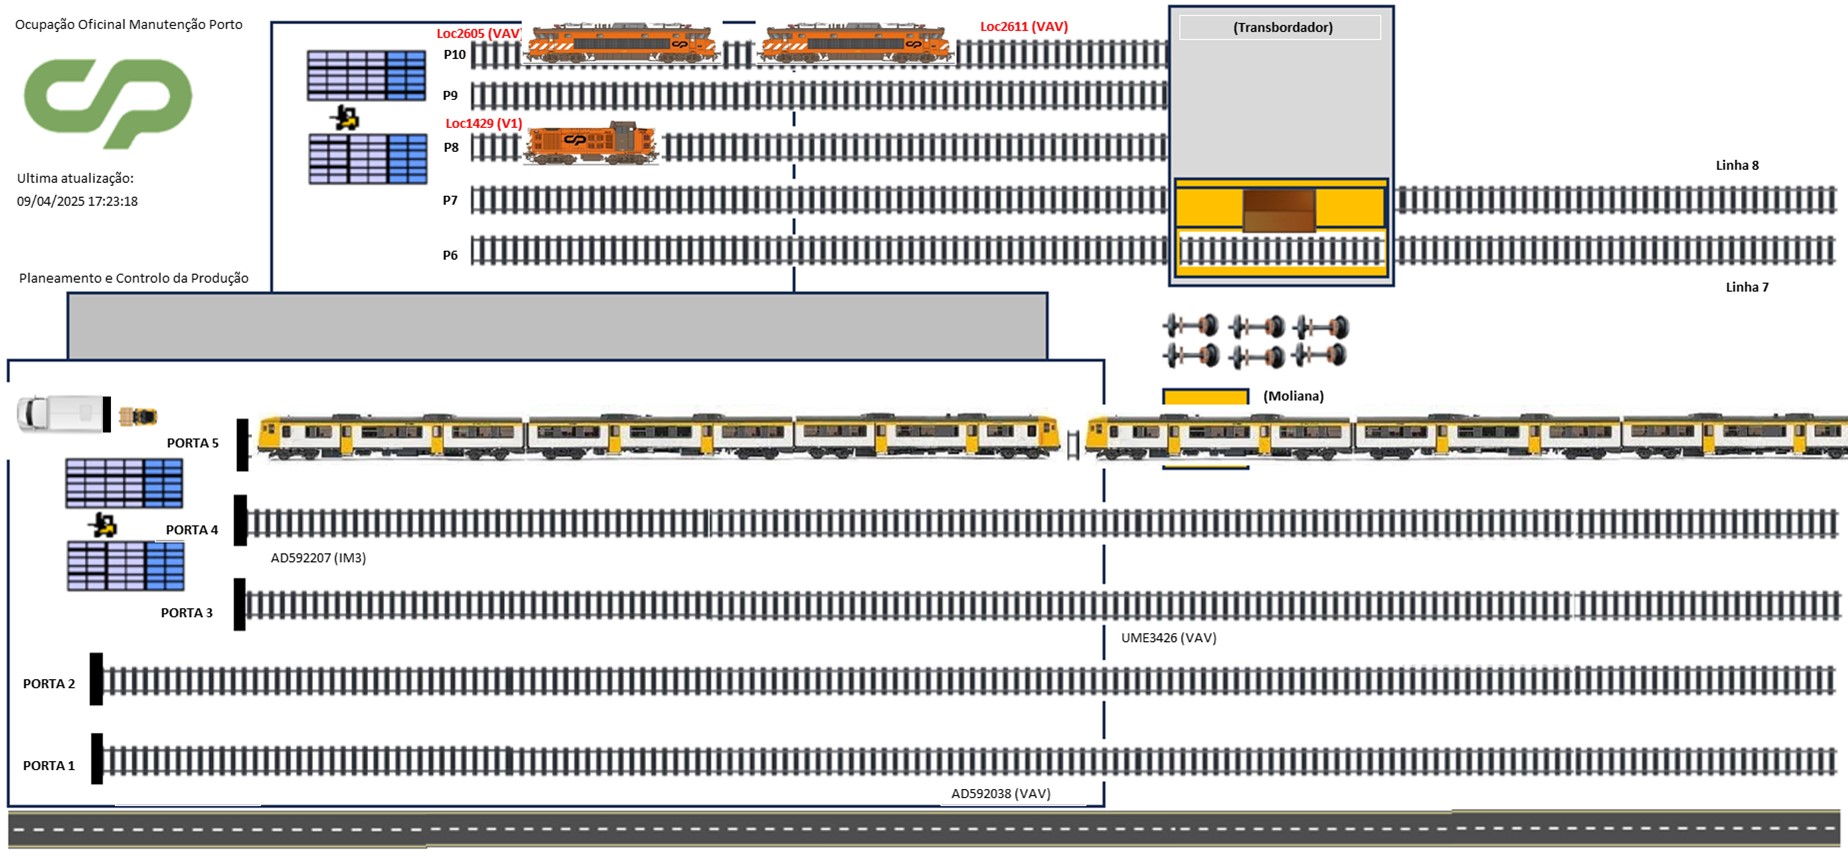 Ocupação Oficinal Manutenção Porto
Ultima atualização:
09/04/2025 17:23:18
Planeamento e Controlo da Produção
Loc2605 (VAV)
Loc2611 (VAV)
P10
P9
Loc1429 (V1)
P8
P7
P6
(Transbordador)
Linha 8
Linha 7
(Moliana)
PORTA 5
PORTA 4
AD592207 (IM3)
PORTA 3
UME3426 (VAV)
PORTA 2
PORTA 1
AD592038 (VAV)